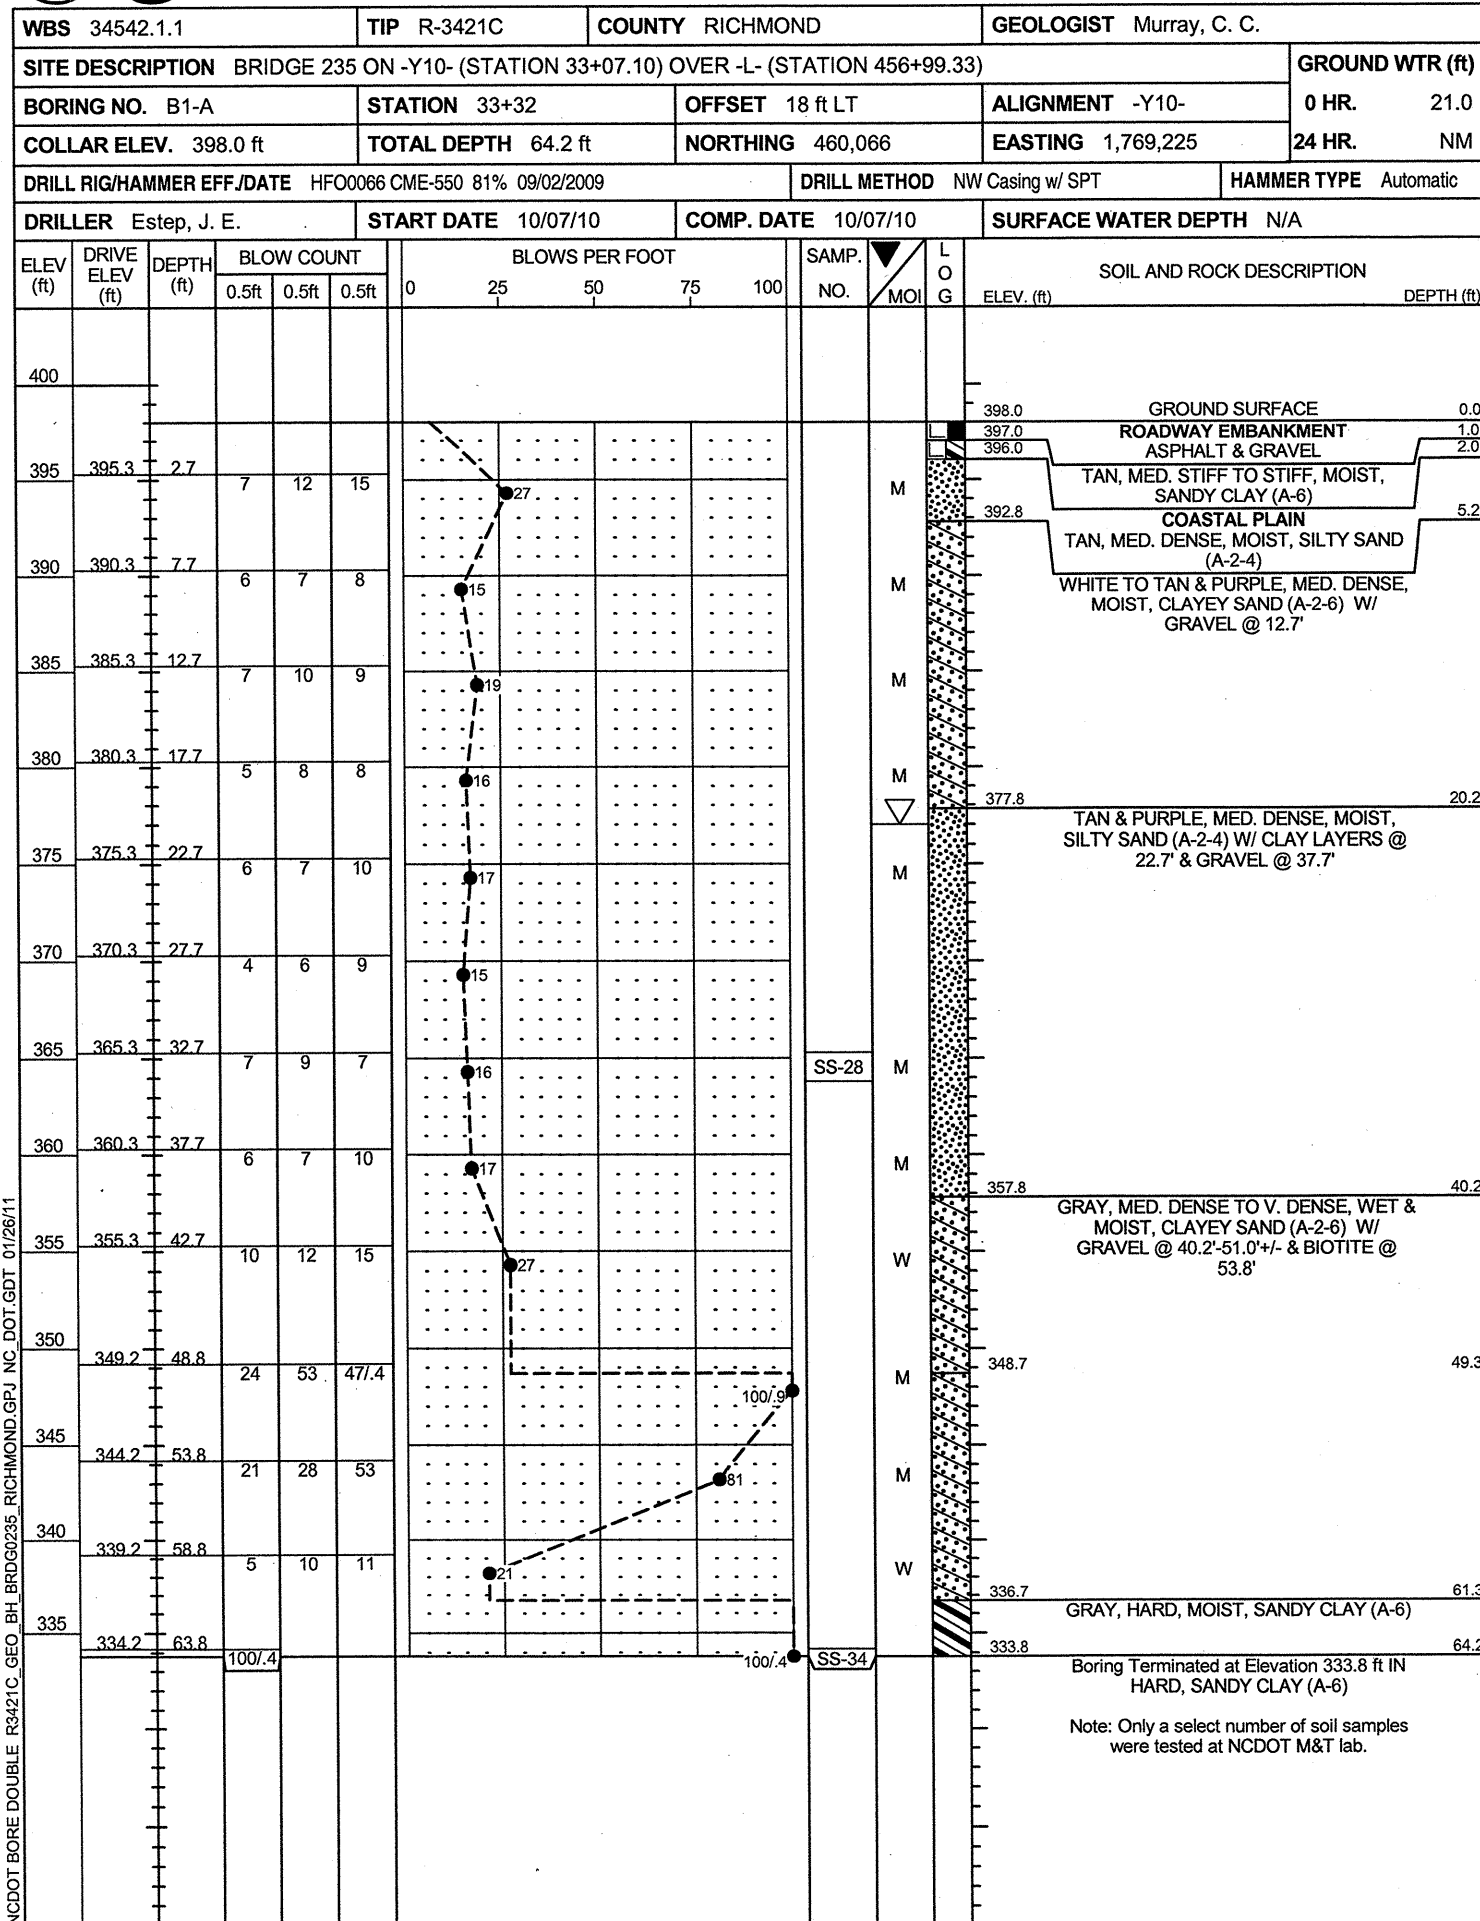 WBS 34542.1.1 TIP R-3421C COUNTY RICHMOND GEOLOGIST Murray, C. C.
SITE DESCRIPTION BRIDGE 235 ON -Y10- (STATION 33+07.10) OVER -L- (STATION 456+99.33) GROUND WTR (ft)
BORING NO. B1-A STATION 33+32 OFFSET 18 ft LT ALIGNMENT -Y10- 0 HR. 21.0
COLLAR ELEV. 398.0 ft TOTAL DEPTH 64.2 ft NORTHING 460,066 EASTING 1,769,225 24 HR. NM
DRILL RIG/HAMMER EFF./DATE HFO0066 CME-550 81% 09/02/2009 DRILL METHOD NW Casing w/ SPT HAMMER TYPE Automatic
DRILLER Estep, J. E. START DATE 10/07/10 COMP. DATE 10/07/10 SURFACE WATER DEPTH N/A
ELEV (ft) DRIVE ELEV (ft) DEPTH (ft) BLOW COUNT BLOWS PER FOOT SAMP. NO. MOI LOG SOIL AND ROCK DESCRIPTION
0.5ft 0.5ft 0.5ft 0 25 50 75 100 ELEV. (ft) DEPTH (ft)
400
398.0 GROUND SURFACE 0.0
397.0 ROADWAY EMBANKMENT 1.0
396.0 ASPHALT & GRAVEL 2.0
395 395.3 2.7
7 12 15 27 M
TAN, MED. STIFF TO STIFF, MOIST,
SANDY CLAY (A-6)
392.8 COASTAL PLAIN 5.2
TAN, MED. DENSE, MOIST, SILTY SAND
(A-2-4)
390 390.3 7.7
6 7 8 15 M
WHITE TO TAN & PURPLE, MED. DENSE,
MOIST, CLAYEY SAND (A-2-6) W/
GRAVEL @ 12.7'
385 385.3 12.7
7 10 9 19 M
380 380.3 17.7
5 8 8 16 M
377.8 20.2
TAN & PURPLE, MED. DENSE, MOIST,
SILTY SAND (A-2-4) W/ CLAY LAYERS @
22.7' & GRAVEL @ 37.7'
375 375.3 22.7
6 7 10 17 M
370 370.3 27.7
4 6 9 15
365 365.3 32.7
7 9 7 16 SS-28 M
360 360.3 37.7
6 7 10 17 M
357.8 40.2
GRAY, MED. DENSE TO V. DENSE, WET &
MOIST, CLAYEY SAND (A-2-6) W/
GRAVEL @ 40.2'-51.0'+/- & BIOTITE @
53.8'
355 355.3 42.7
10 12 15 27 W
350
349.2 48.8
348.7 49.3
24 53 47/.4 100/.9 M
345
344.2 53.8
21 28 53 81 M
340
339.2 58.8
5 10 11 21 W
336.7 61.3
GRAY, HARD, MOIST, SANDY CLAY (A-6)
335
334.2 63.8
333.8 64.2
100/.4 100/.4 SS-34
Boring Terminated at Elevation 333.8 ft IN
HARD, SANDY CLAY (A-6)
Note: Only a select number of soil samples
were tested at NCDOT M&T lab.
NCDOT BORE DOUBLE R3421C_GEO_BH_BRDG0235_RICHMOND.GPJ NC_DOT.GDT 01/26/11